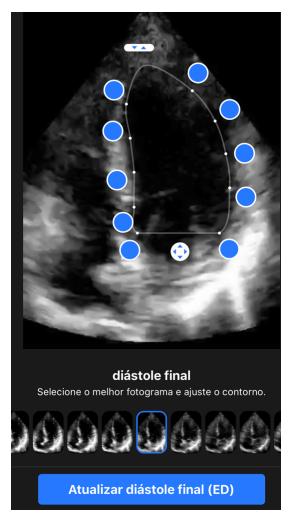 diástole final
Selecione o melhor fotograma e ajuste o contorno.
Atualizar diástole final (ED)